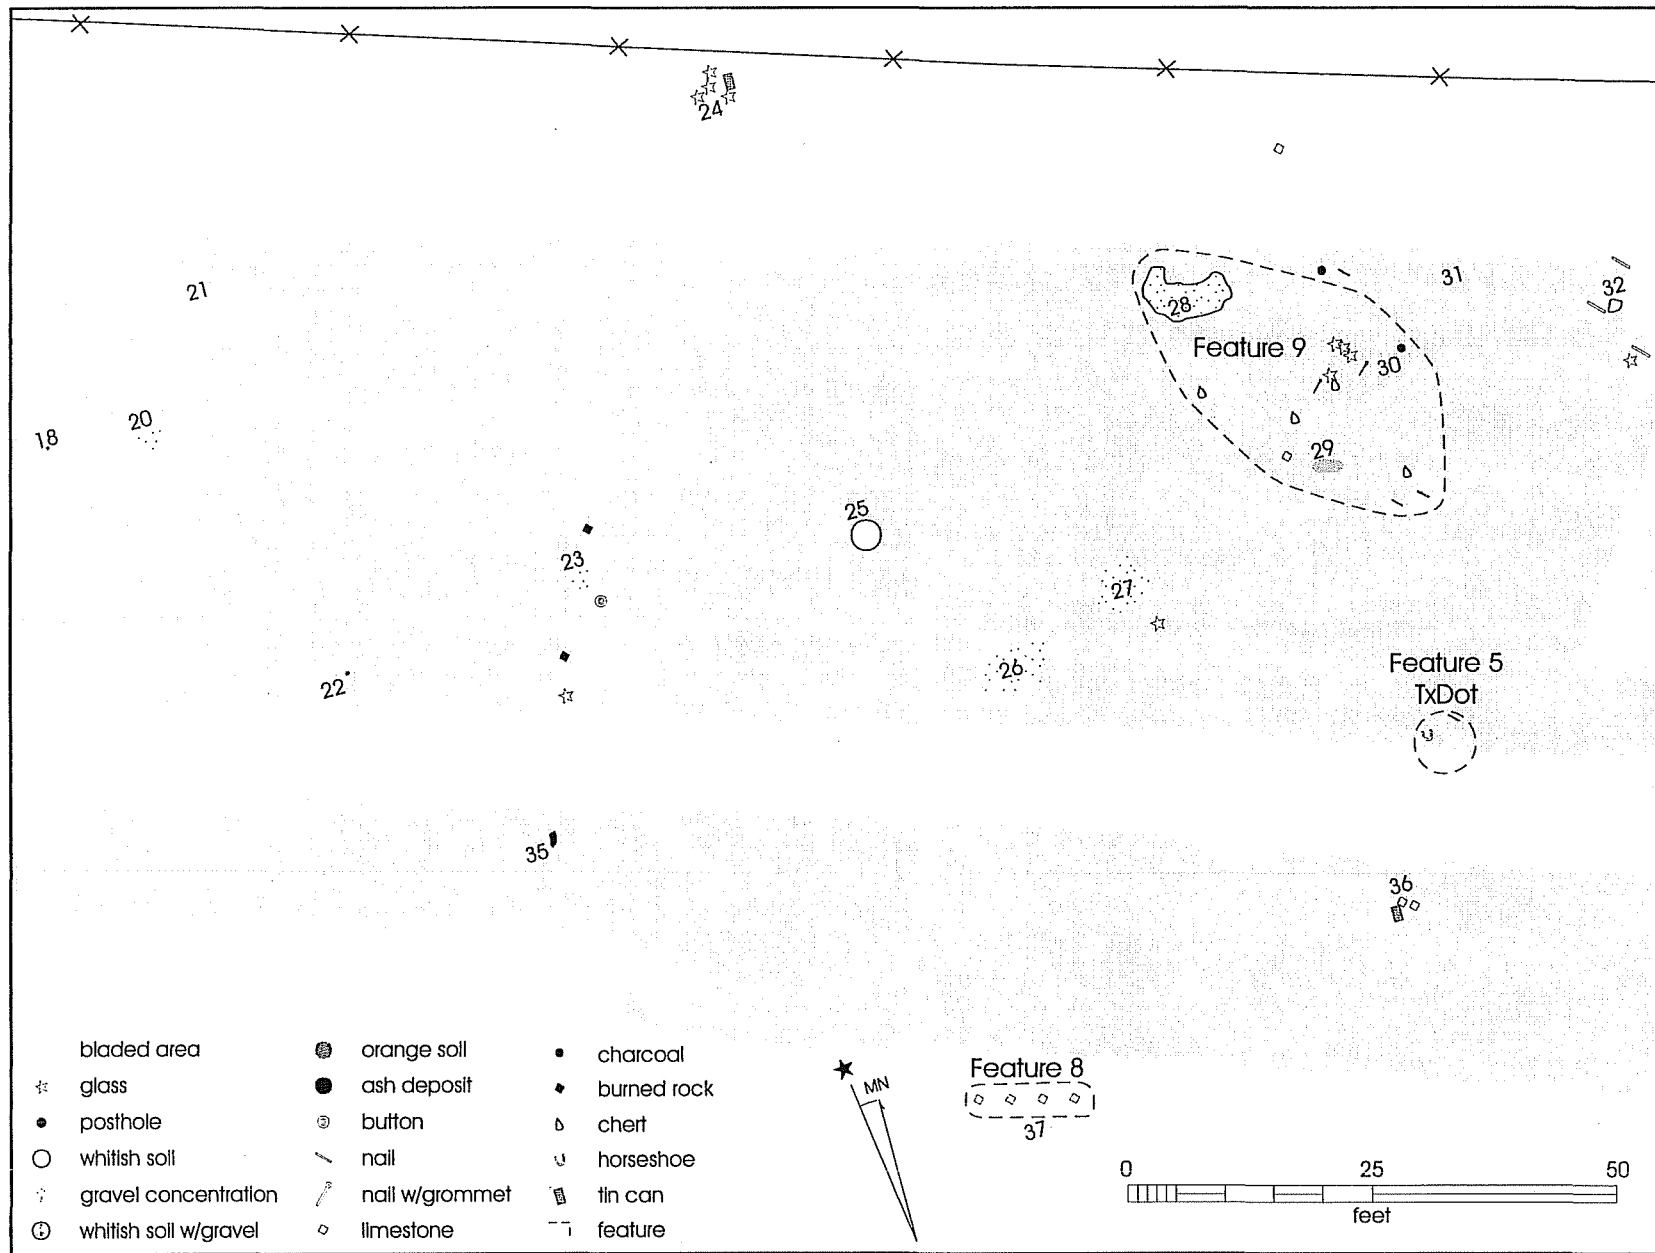 24
21
28
31
32
Feature 9
30
20
18
29
25
23
27
26
Feature 5
TxDot
22
35
36
bladed area
glass
posthole
whitish soil
gravel concentration
whitish soil w/gravel
orange soil
ash deposit
button
nail
nail w/grommet
limestone
charcoal
burned rock
chert
horseshoe
tin can
feature
MN
Feature 8
37
0 25 50
feet